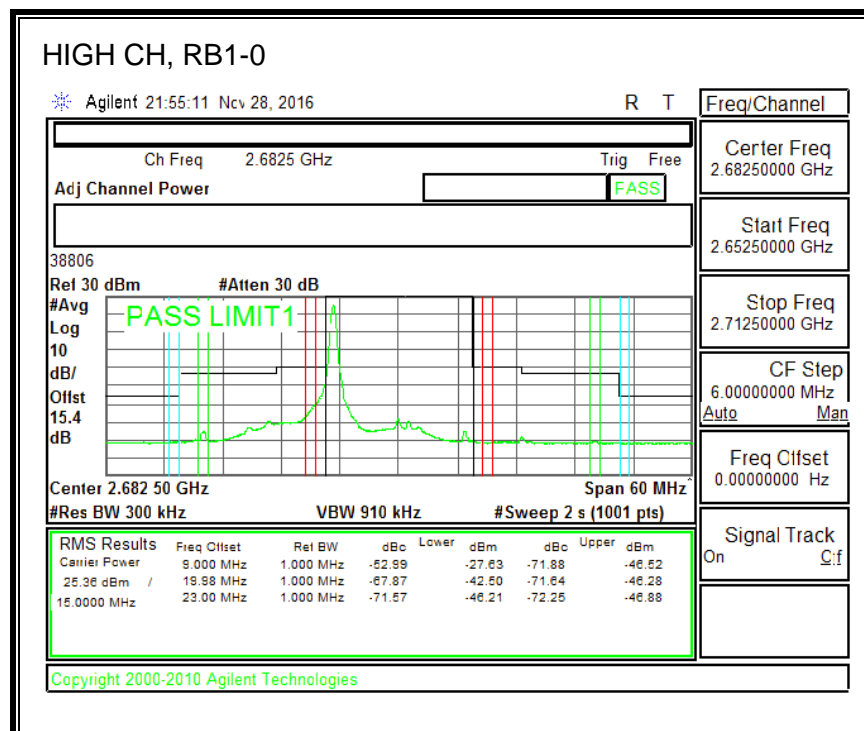 HIGH CH, RB1-0
Agilent 21:55:11 Nov 28, 2016 R T
Freq/Channel
Ch Freq 2.6825 GHz Trig Free
Adj Channel Power PASS
Center Freq
2.68250000 GHz
Start Freq
2.65250000 GHz
38806
Ref 30 dBm #Atten 30 dB
#Avg
Log
10
dB/
Offst
15.4
dB
PASS LIMIT1
Stop Freq
2.71250000 GHz
CF Step
6.00000000 MHz
Auto Man
Freq Offset
0.00000000 Hz
Center 2.682 50 GHz Span 60 MHz^
#Res BW 300 kHz VBW 910 kHz #Sweep 2 s (1001 pts)
Signal Track
On Off
RMS Results Freq Offset Ref BW dBc Lower dBm dBc Upper dBm
Carrier Power 9.000 MHz 1.000 MHz -52.99 -27.63 -71.88 -46.52
25.36 dBm / 19.98 MHz 1.000 MHz -67.87 -42.50 -71.64 -46.28
15.0000 MHz 23.00 MHz 1.000 MHz -71.57 -46.21 -72.25 -46.88
Copyright 2000-2010 Agilent Technologies